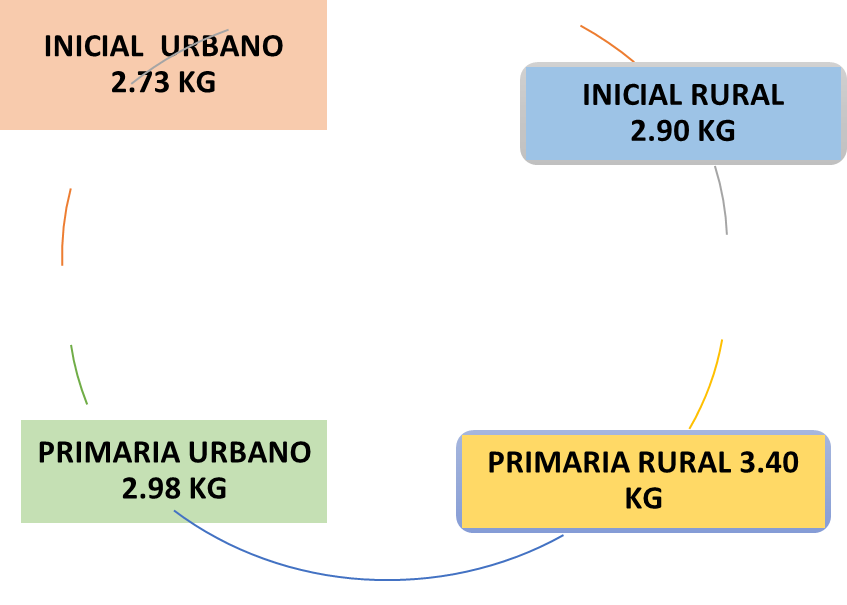 INICIAL  URBANO
2.73 KG
INICIAL RURAL
2.90 KG
PRIMARIA URBANO
2.98 KG
PRIMARIA RURAL 3.40
KG